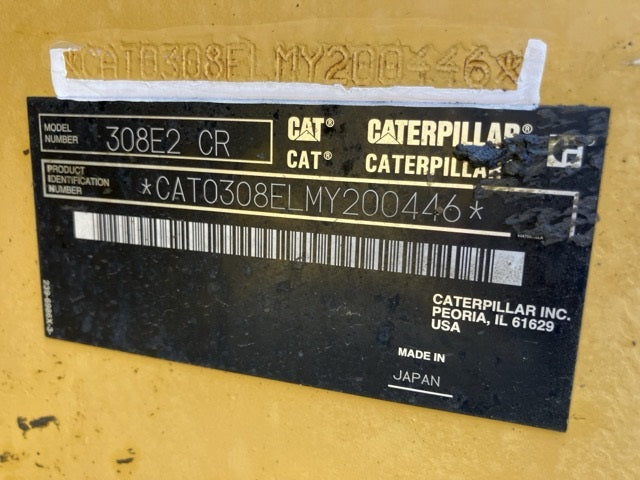 *CAT0308ELMY200446*
MODEL NUMBER 308E2 CR CAT® CATERPILLAR
CAT® CATERPILLAR
PRODUCT IDENTIFICATION NUMBER *CAT0308ELMY200446*
CATERPILLAR INC.
PEORIA, IL 61629
USA
MADE IN
JAPAN